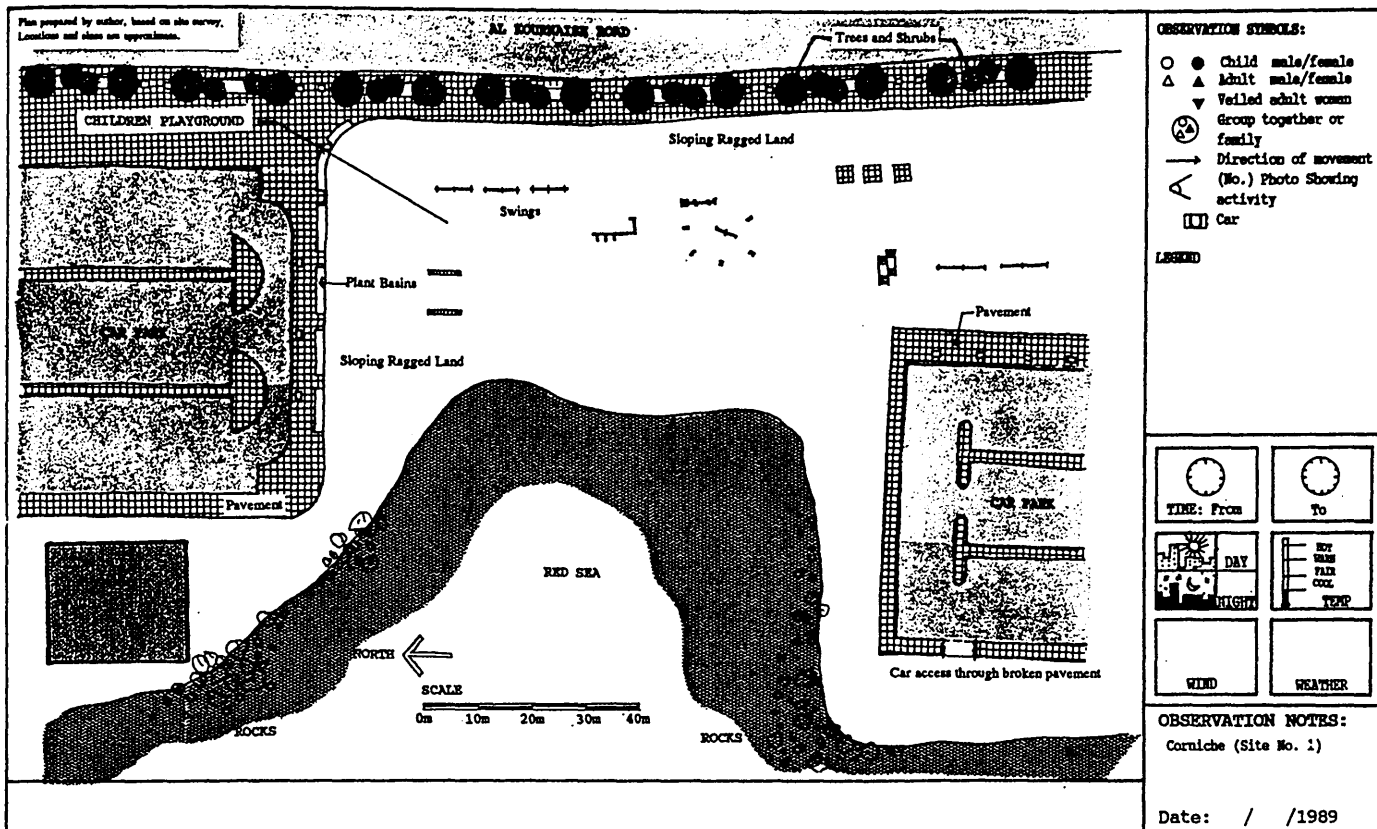 Plan prepared by author, based on site survey,
Locations and sizes are approximate.
AL KOURNAISH ROAD
Trees and Shrubs
CHILDREN PLAYGROUND
Sloping Ragged Land
Swings
Plant Basins
CAR PARK
Pavement
Sloping Ragged Land
Pavement
CAR PARK
RED SEA
NORTH
Car access through broken pavement
SCALE
0m 10m 20m 30m 40m
ROCKS
ROCKS
OBSERVATION SYMBOLS:
Child male/female
Adult male/female
Veiled adult woman
Group together or
family
Direction of movement
(No.) Photo Showing
activity
Car
LEGEND
TIME: From
To
DAY
NIGHT
HOT
WARM
FAIR
COOL
TEMP
WIND
WEATHER
OBSERVATION NOTES:
Corniche (Site No. 1)
Date: / /1989